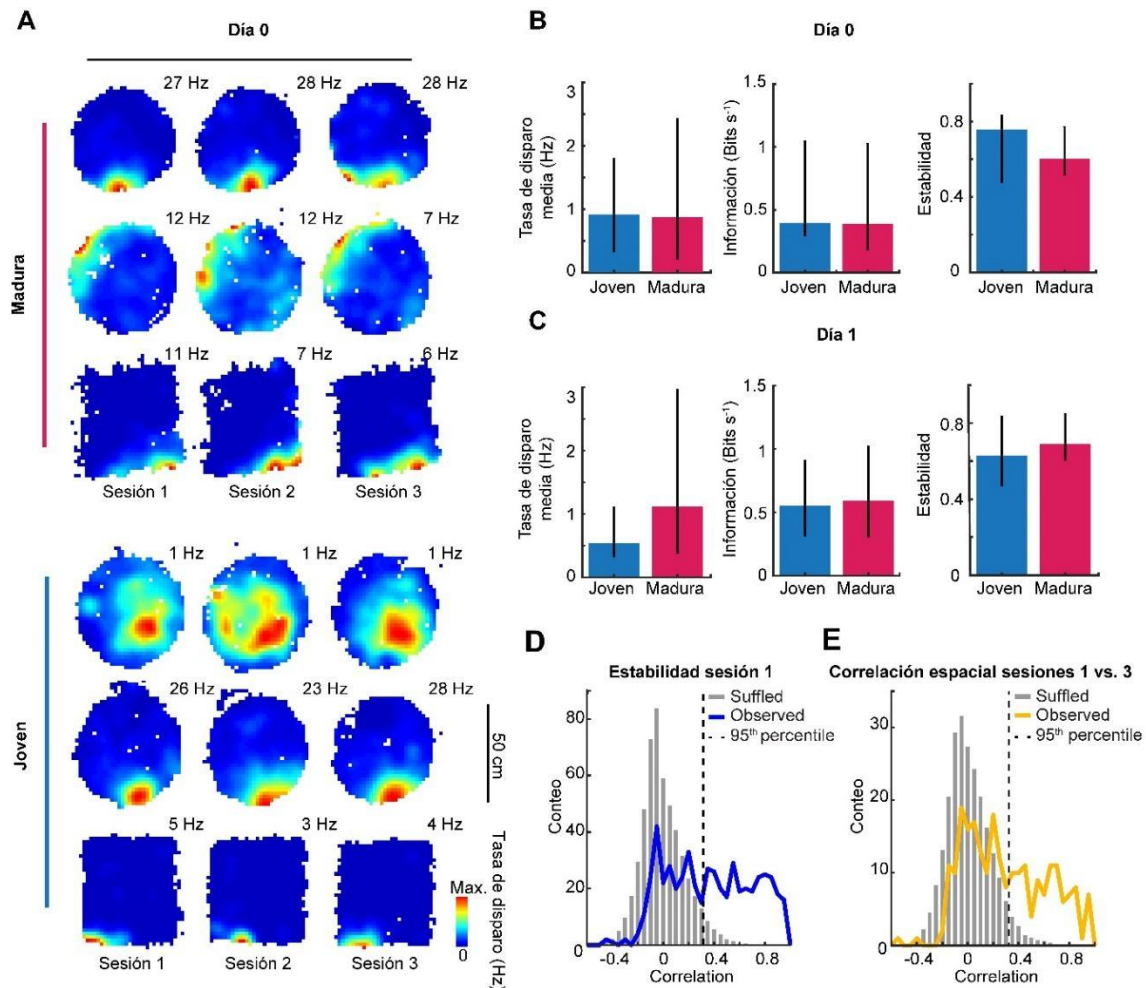 A
Día 0
27 Hz
28 Hz
28 Hz
12 Hz
12 Hz
7 Hz
11 Hz
7 Hz
6 Hz
Madura
Sesión 1
Sesión 2
Sesión 3
1 Hz
1 Hz
1 Hz
26 Hz
23 Hz
28 Hz
5 Hz
3 Hz
4 Hz
Joven
50 cm
Max.
0
Tasa de disparo (Hz)
Sesión 1
Sesión 2
Sesión 3
B
Día 0
Tasa de disparo
media (Hz)
3
2
1
0
Joven
Madura
Información (Bits s⁻¹)
1.5
1
0.5
0
Joven
Madura
Estabilidad
0.8
0.4
0
Joven
Madura
C
Día 1
Tasa de disparo
media (Hz)
3
2
1
0
Joven
Madura
Información (Bits s⁻¹)
1.5
1
0.5
0
Joven
Madura
Estabilidad
0.8
0.4
0
Joven
Madura
D
Estabilidad sesión 1
Suffled
Observed
95th percentile
Conteo
80
60
40
20
0
-0.4
0
0.4
0.8
Correlation
E
Correlación espacial sesiones 1 vs. 3
Suffled
Observed
95th percentile
Conteo
30
20
10
0
-0.4
0
0.4
0.8
Correlation